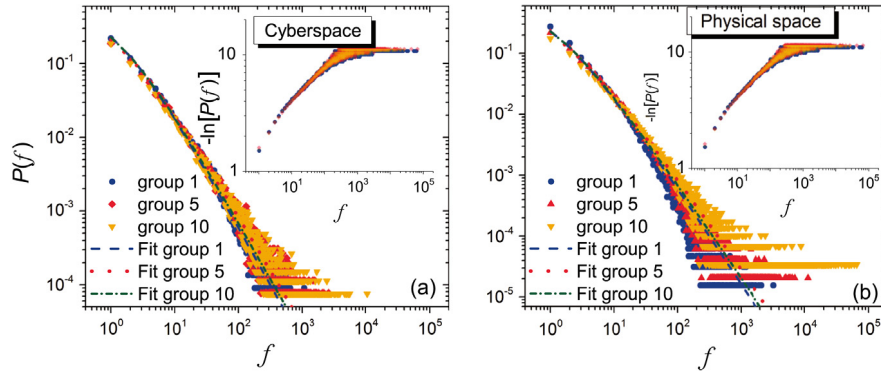 Cyberspace
10
-ln[P(f)]
1
10¹ 10³ 10⁵
f
10⁻¹
10⁻²
10⁻³
10⁻⁴
P(f)
group 1
group 5
group 10
Fit group 1
Fit group 5
Fit group 10
(a)
10⁰ 10¹ 10² 10³ 10⁴ 10⁵
f
Physical space
10
-ln[P(f)]
1
10¹ 10³ 10⁵
f
10⁻¹
10⁻²
10⁻³
10⁻⁴
10⁻⁵
group 1
group 5
group 10
Fit group 1
Fit group 5
Fit group 10
(b)
10⁰ 10¹ 10² 10³ 10⁴ 10⁵
f